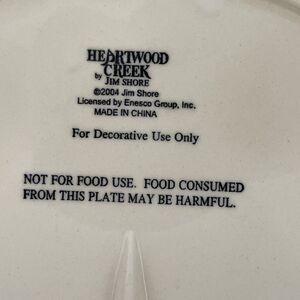 HEARTWOOD
CREEK
by
JIM SHORE
©2004 Jim Shore
Licensed by Enesco Group, Inc.
MADE IN CHINA
For Decorative Use Only
NOT FOR FOOD USE. FOOD CONSUMED
FROM THIS PLATE MAY BE HARMFUL.